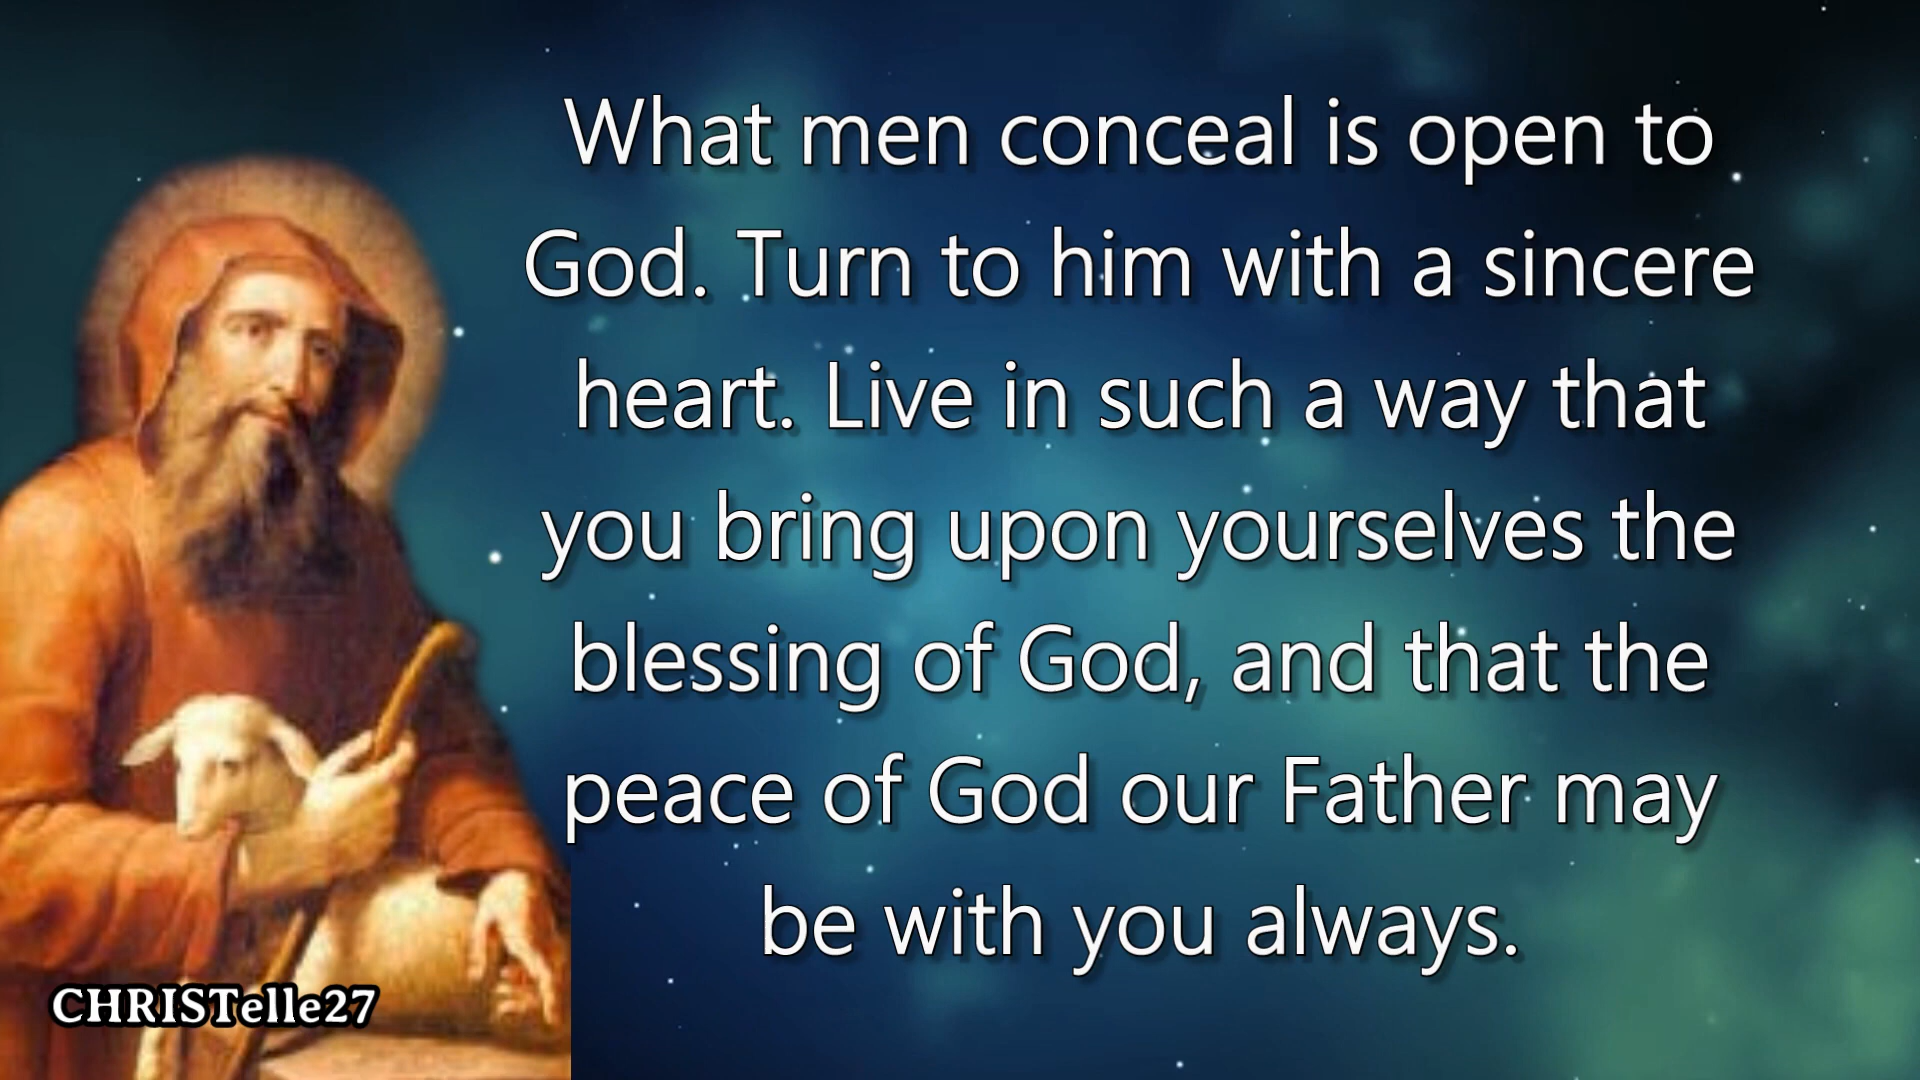 What men conceal is open to
God. Turn to him with a sincere
heart. Live in such a way that
you bring upon yourselves the
blessing of God, and that the
peace of God our Father may
be with you always.
CHRISTelle27